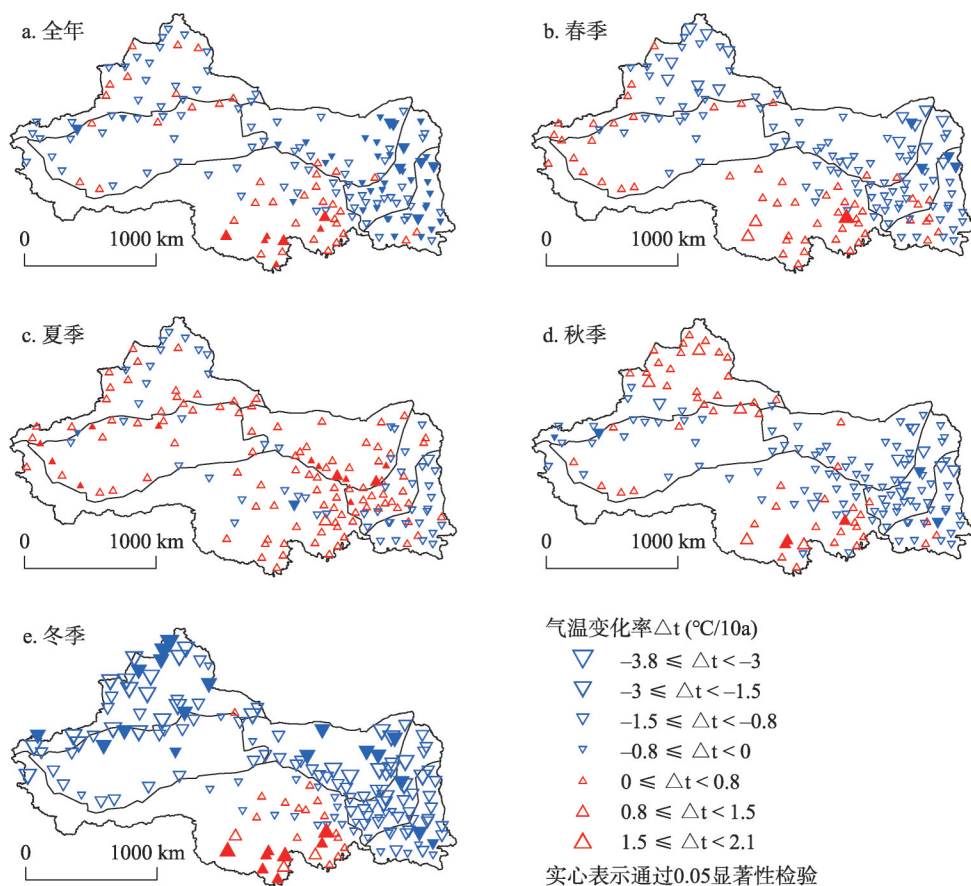 a. 全年
0 1000 km
b. 春季
0 1000 km
c. 夏季
0 1000 km
d. 秋季
0 1000 km
e. 冬季
0 1000 km
气温变化率△t (℃/10a)
–3.8 ≤ △t < –3
–3 ≤ △t < –1.5
–1.5 ≤ △t < –0.8
–0.8 ≤ △t < 0
0 ≤ △t < 0.8
0.8 ≤ △t < 1.5
1.5 ≤ △t < 2.1
实心表示通过0.05显著性检验